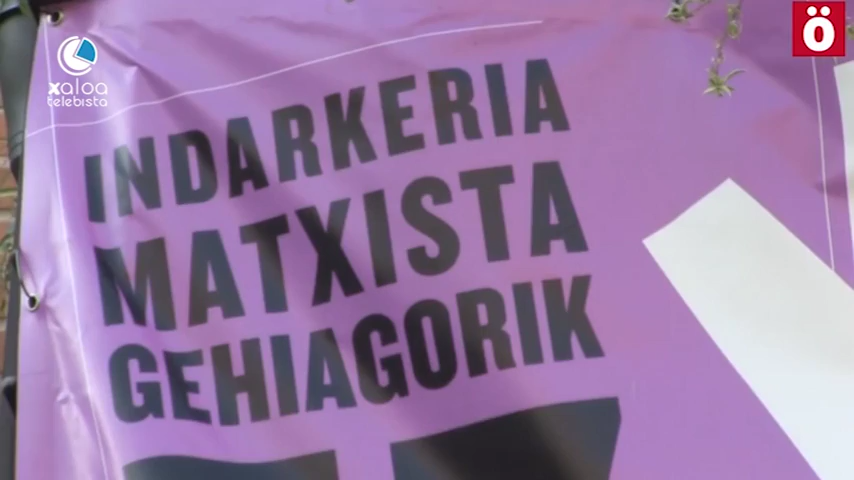 xaloa
telebista
Ö
INDARKERIA
MATXISTA
GEHIAGORIK